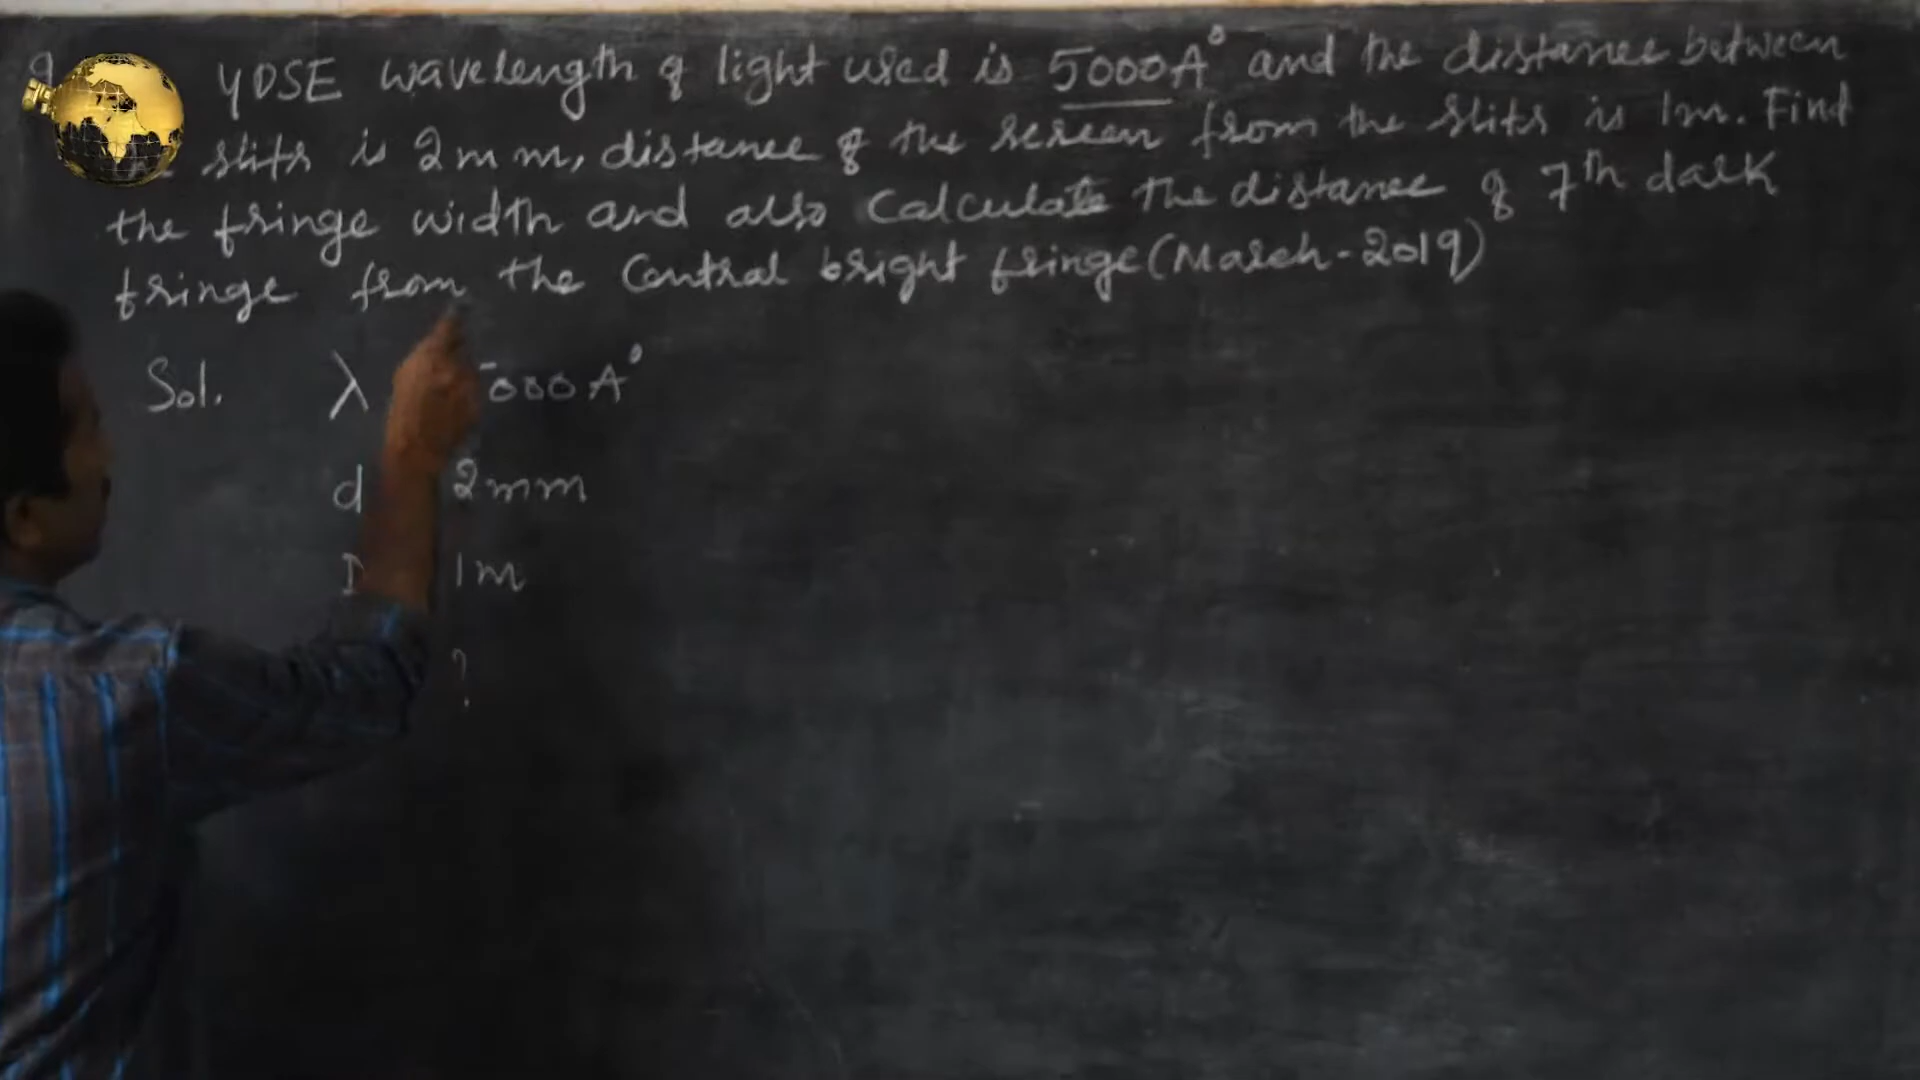 YDSE wavelength of light used is 5000A° and the distance between
slits is 2mm, distance of the screen from the slits is 1m. Find
the fringe width and also Calculate the distance of 7th dark
fringe from the Central bright fringe (March-2019)
Sol. λ 5000A°
d 2mm
D 1m
?